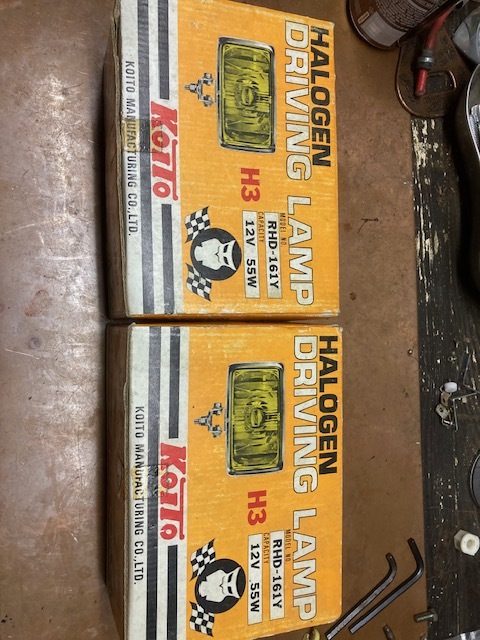 HALOGEN
DRIVING LAMP
H3
MODEL NO.
RHD-161Y
CAPACITY
12V 55W
KOITO
KOITO MANUFACTURING CO.,LTD.
HALOGEN
DRIVING LAMP
H3
MODEL NO.
RHD-161Y
CAPACITY
12V 55W
KOITO
KOITO MANUFACTURING CO.,LTD.